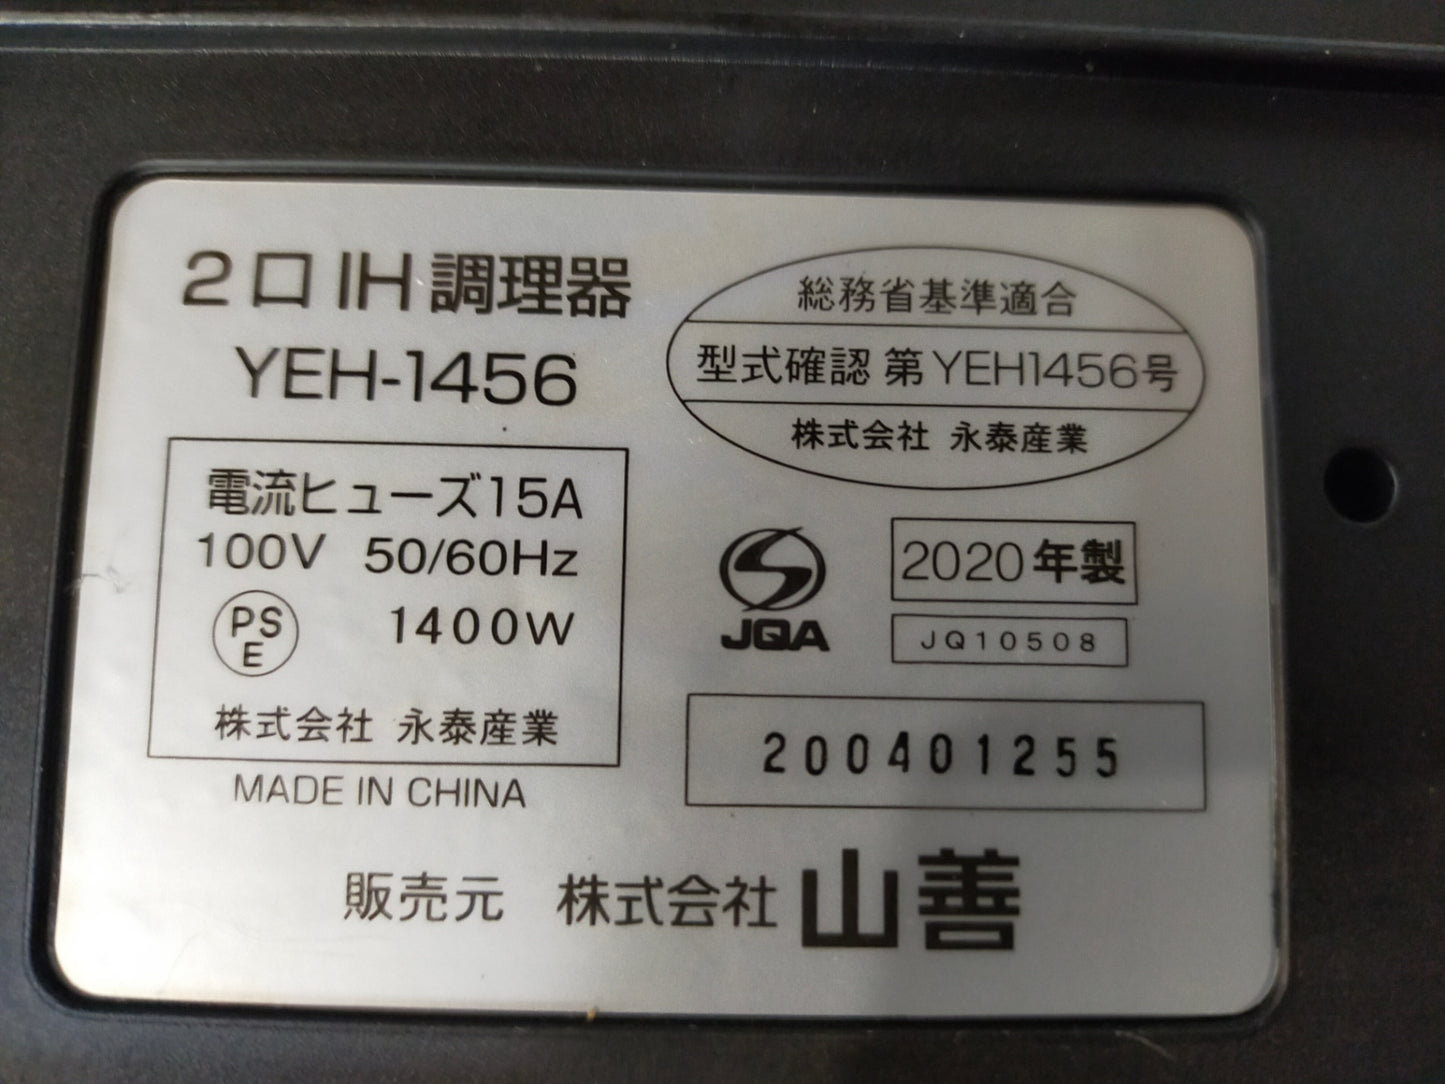 2口IH調理器
YEH-1456
総務省基準適合
型式確認 第YEH1456号
株式会社 永泰産業
電流ヒューズ15A
100V 50/60Hz
PS
E
1400W
株式会社 永泰産業
MADE IN CHINA
JQA
2020年製
JQ10508
200401255
販売元 株式会社 山善